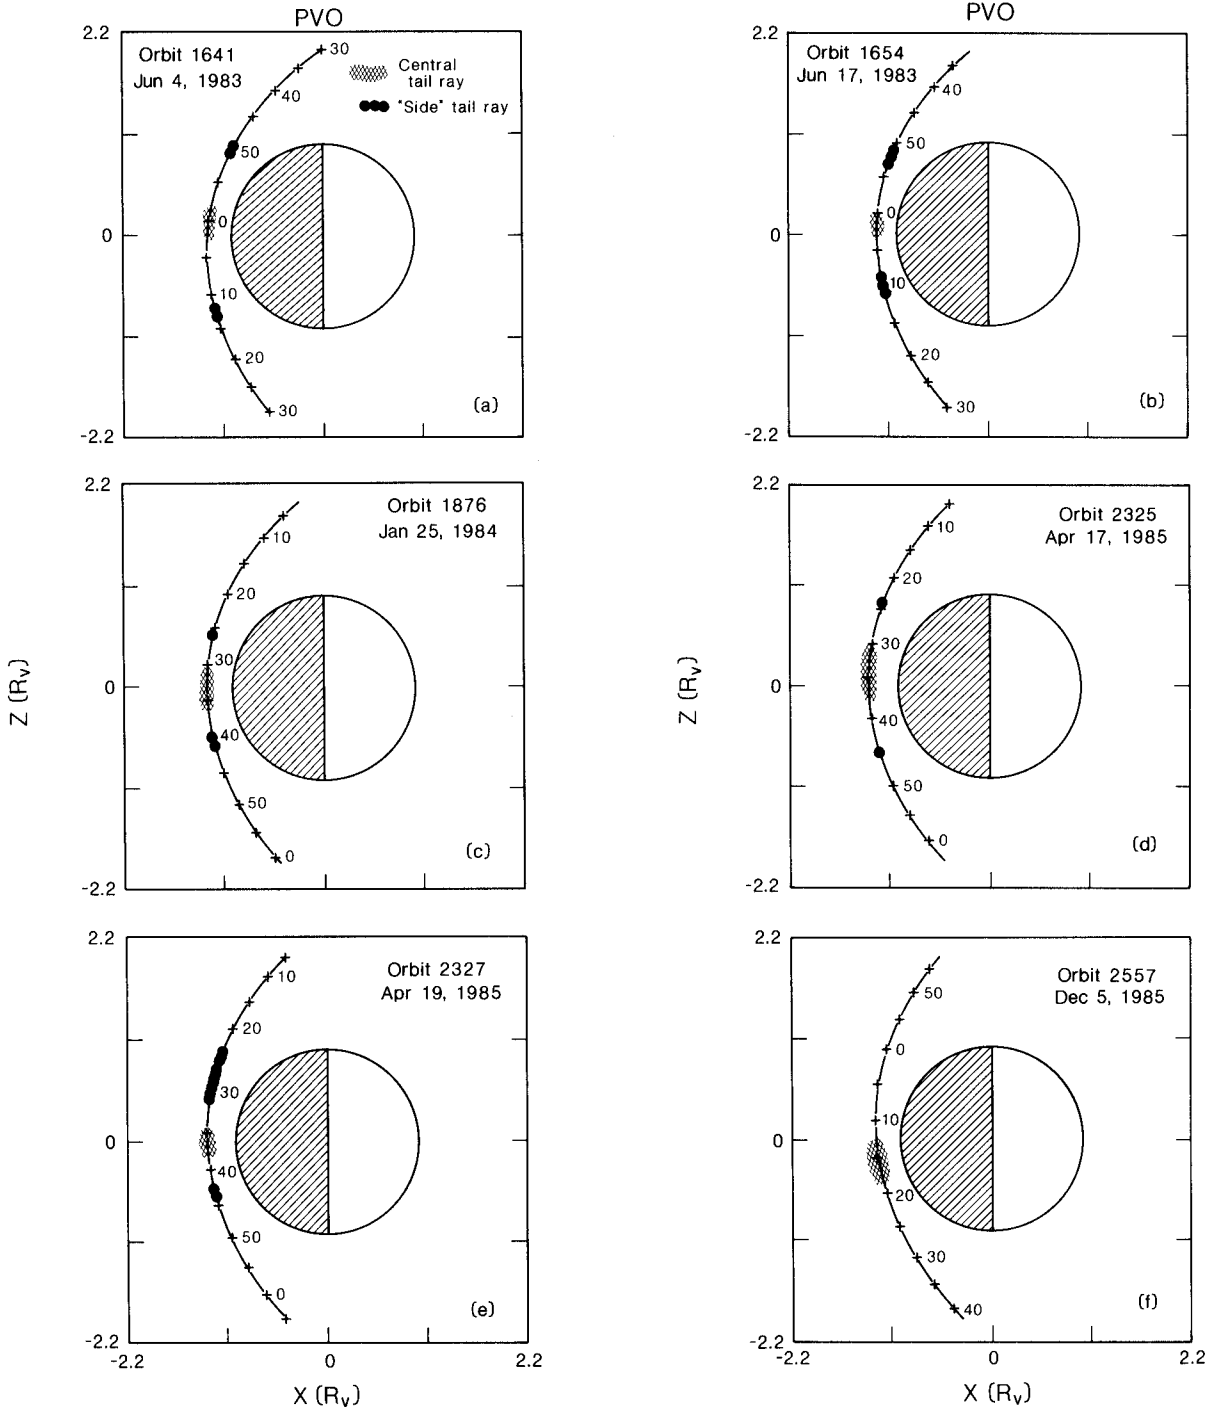 PVO
2.2
Orbit 1641
Jun 4, 1983
Central
tail ray
"Side" tail ray
30
40
50
0
10
20
30
0
-2.2
(a)
PVO
2.2
Orbit 1654
Jun 17, 1983
40
50
0
10
20
30
0
-2.2
(b)
2.2
Orbit 1876
Jan 25, 1984
10
20
30
40
50
0
0
-2.2
(c)
Z (Rv)
2.2
Orbit 2325
Apr 17, 1985
10
20
30
40
50
0
0
-2.2
(d)
Z (Rv)
2.2
Orbit 2327
Apr 19, 1985
10
20
30
40
50
0
0
-2.2
(e)
-2.2
0
2.2
X (Rv)
2.2
Orbit 2557
Dec 5, 1985
50
0
10
20
30
40
0
-2.2
(f)
-2.2
0
2.2
X (Rv)